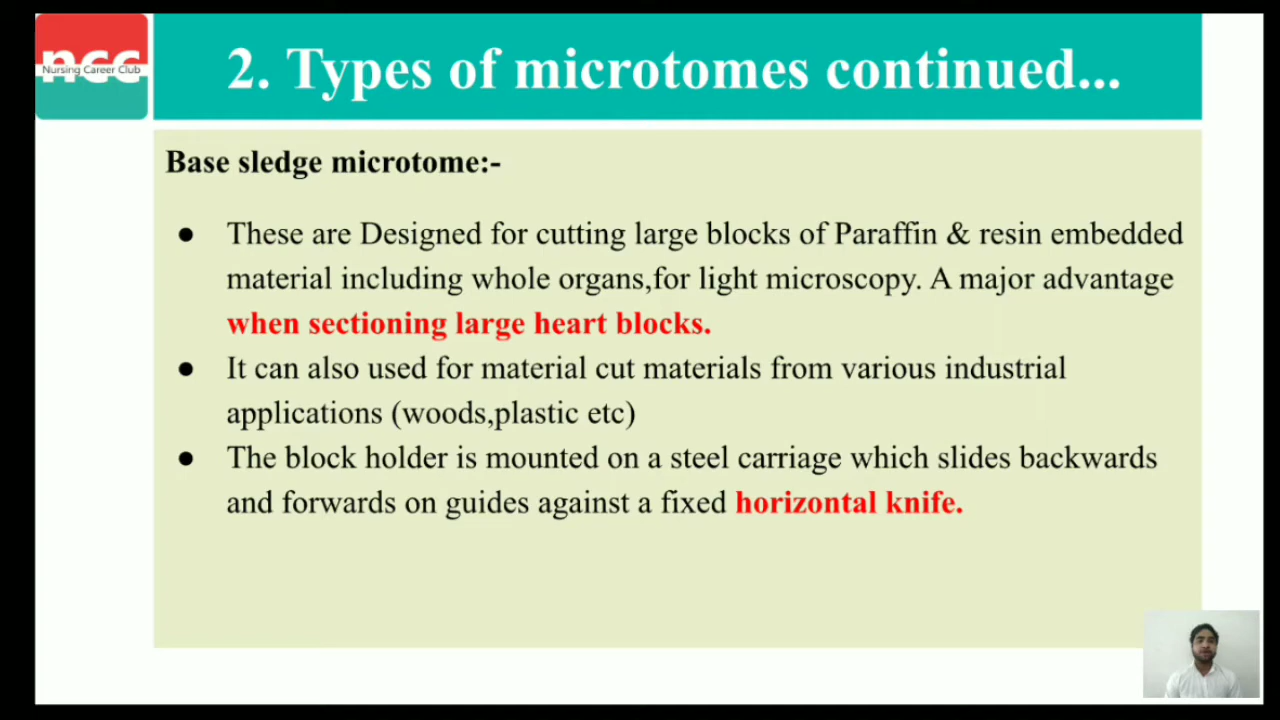 ncc
Nursing Career Club
2. Types of microtomes continued...
Base sledge microtome:-
● These are Designed for cutting large blocks of Paraffin & resin embedded
material including whole organs,for light microscopy. A major advantage
when sectioning large heart blocks.
● It can also used for material cut materials from various industrial
applications (woods,plastic etc)
● The block holder is mounted on a steel carriage which slides backwards
and forwards on guides against a fixed horizontal knife.